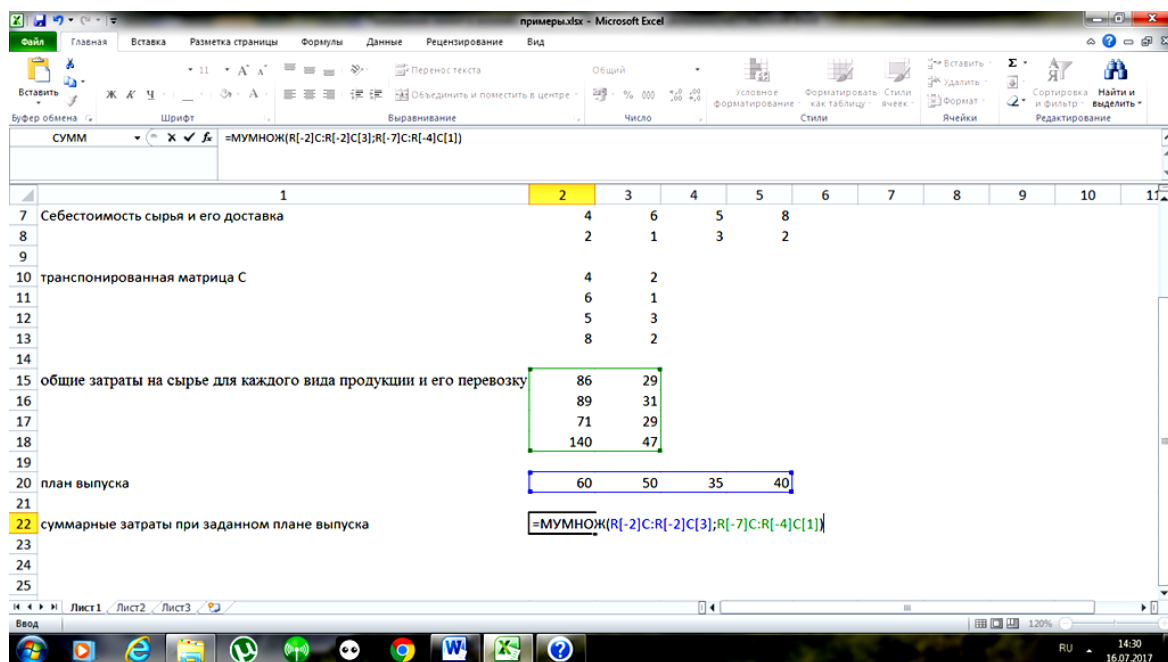 примеры.xlsx - Microsoft Excel
Файл Главная Вставка Разметка страницы Формулы Данные Рецензирование Вид
Вставить
Ж К Ч
11
A A
A
Перенос текста
Объединить и поместить в центре
Общий
% 000
Условное форматирование
Форматировать как таблицу
Стили ячеек
Вставить
Удалить
Формат
Σ
Сортировка и фильтр
Найти и выделить
Буфер обмена Шрифт Выравнивание Число Стили Ячейки Редактирование
СУММ fx =МУМНОЖ(R[-2]C:R[-2]C[3];R[-7]C:R[-4]C[1])
1 2 3 4 5 6 7 8 9 10 11
7 Себестоимость сырья и его доставка 4 6 5 8
8 2 1 3 2
9
10 транспонированная матрица С 4 2
11 6 1
12 5 3
13 8 2
14
15 общие затраты на сырье для каждого вида продукции и его перевозку 86 29
16 89 31
17 71 29
18 140 47
19
20 план выпуска 60 50 35 40
21
22 суммарные затраты при заданном плане выпуска =МУМНОЖ(R[-2]C:R[-2]C[3];R[-7]C:R[-4]C[1])
23
24
25
Лист1 Лист2 Лист3
Ввод 120%
RU 14:30
16.07.2017